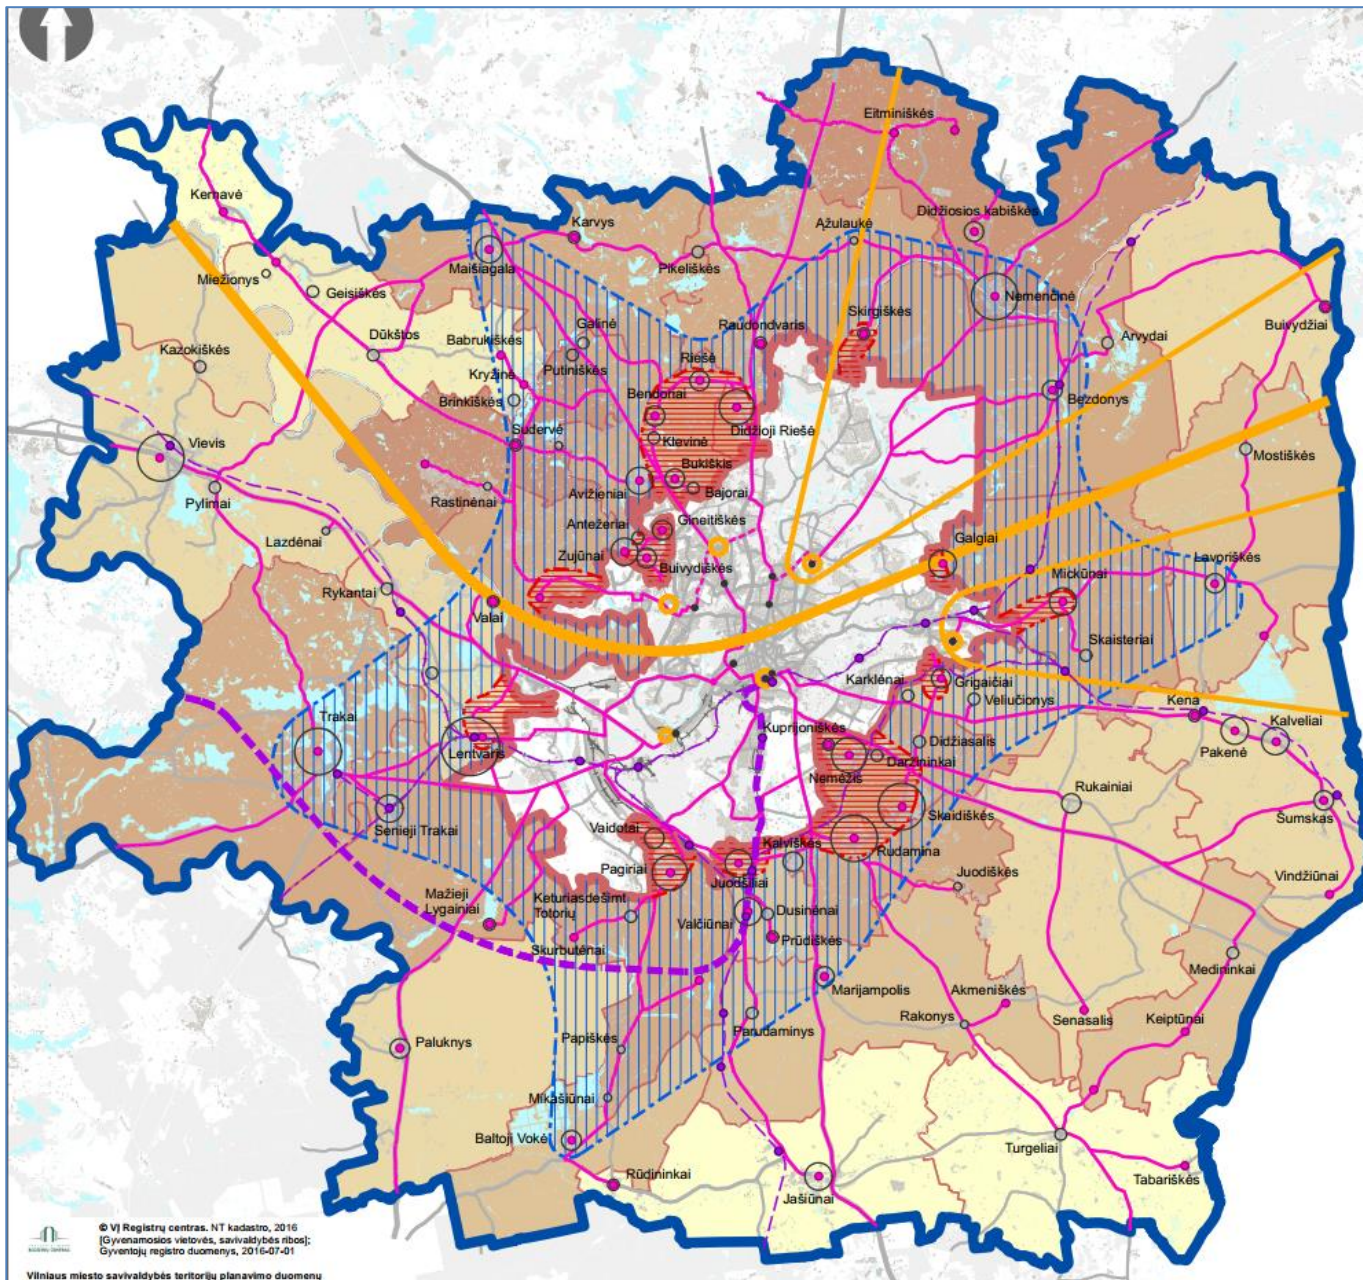 Eitminiškės
Kernavė
Karvys
Ąžulaukė
Didžiosios kabiškės
Maišiagala
Pikeliškės
Miežionys
Geisiškės
Nemenčinė
Buivydžiai
Galinė
Raudondvaris
Skirgiškės
Arvydai
Kazokiškės
Dūkštos
Babrukiškės
Putiniškės
Riešė
Kryžinė
Bezdonys
Brinkiškės
Bendoriai
Sudervė
Didžioji Riešė
Klevinė
Vievis
Mostiškės
Bukiškis
Pylimai
Rastinėnai
Avižieniai
Bajorai
Antežeriai
Gineitiškės
Lazdėnai
Zujūnai
Galgiai
Buivydiškės
Lavoriškės
Mickūnai
Rykantai
Valai
Skaisteriai
Karklėnai
Grigaičiai
Veliučionys
Kena
Kalveliai
Trakai
Kuprijoniškės
Didžiasalis
Pakenė
Lentvaris
Daržininkai
Nemėžis
Rukainiai
Senieji Trakai
Skaidiškės
Šumskas
Vaidotai
Kalviškės
Rudamina
Pagiriai
Juodšiliai
Juodiškės
Vindžiūnai
Mažieji
Lygainiai
Keturiasdešimt
Totorių
Dusinėnai
Valčiūnai
Skurbutėnai
Prūdiškės
Medininkai
Marijampolis
Akmeniškės
Rakonys
Senasalis
Keiptūnai
Parudaminys
Paluknys
Papiškės
Mikašiūnai
Baltoji Vokė
Turgeliai
Rūdininkai
Jašiūnai
Tabariškės
© VĮ Registrų centras. NT kadastro, 2016
[Gyvenamosios vietovės, savivaldybės ribos];
Gyventojų registro duomenys, 2016-07-01
Vilniaus miesto savivaldybės teritorijų planavimo duomenų